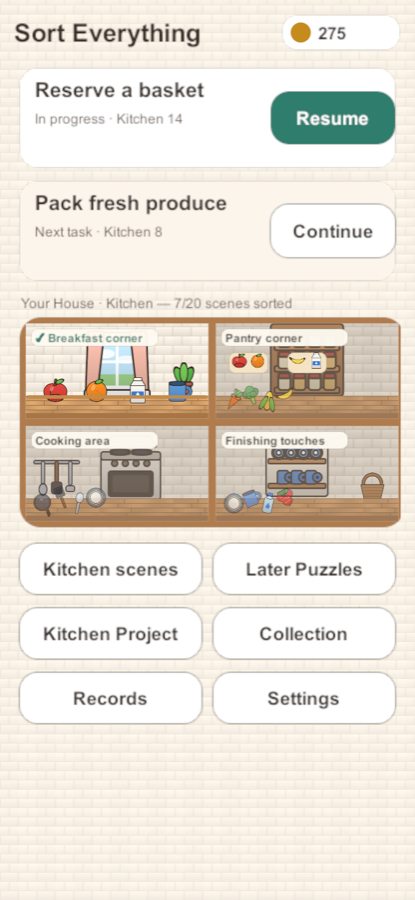 Sort Everything
275
Reserve a basket
In progress · Kitchen 14
Resume
Pack fresh produce
Next task · Kitchen 8
Continue
Your House · Kitchen — 7/20 scenes sorted
✓ Breakfast corner
Pantry corner
Cooking area
Finishing touches
Kitchen scenes
Later Puzzles
Kitchen Project
Collection
Records
Settings